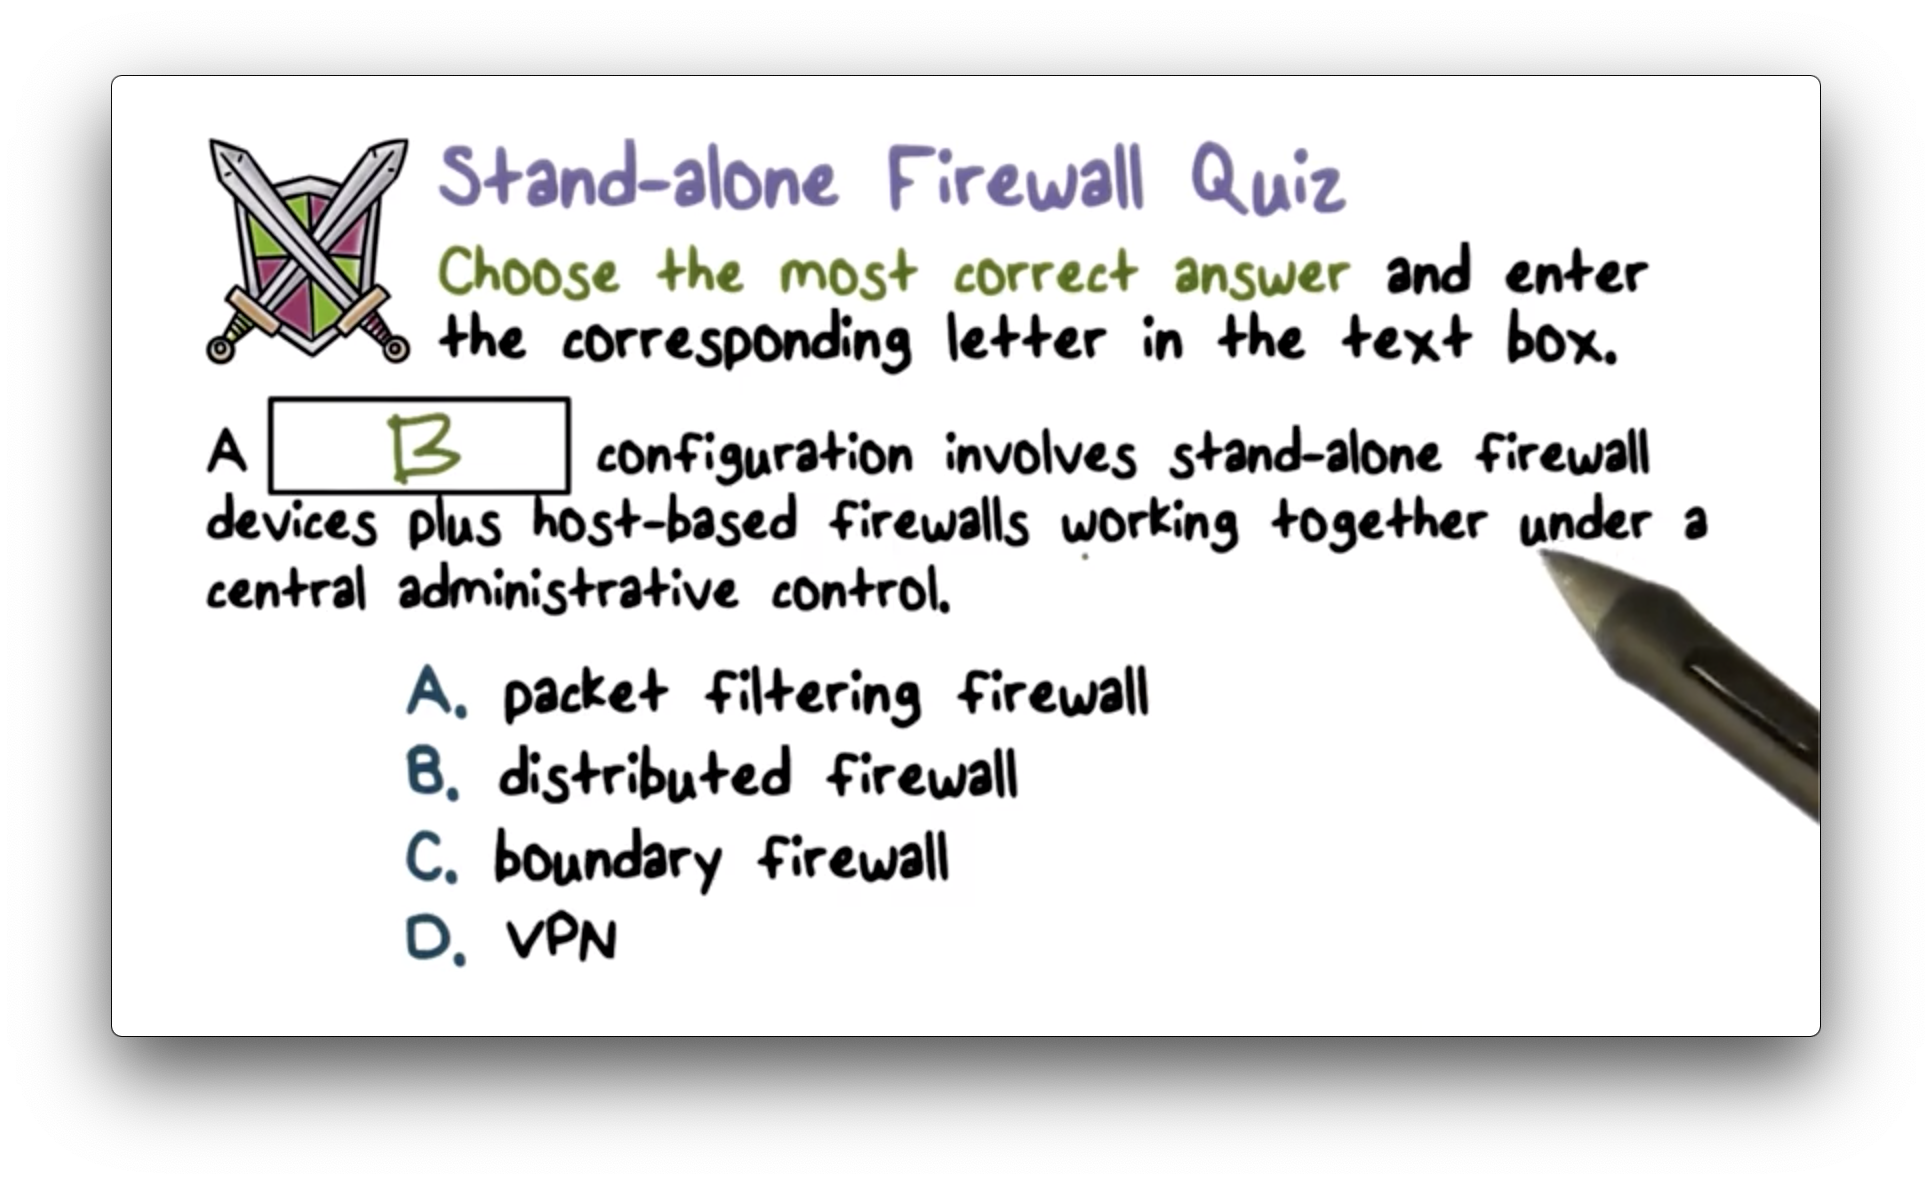 Stand-alone Firewall Quiz
Choose the most correct answer and enter
the corresponding letter in the text box.
A B configuration involves stand-alone firewall
devices plus host-based firewalls working together under a
central administrative control.
A. packet filtering firewall
B. distributed firewall
C. boundary firewall
D. VPN